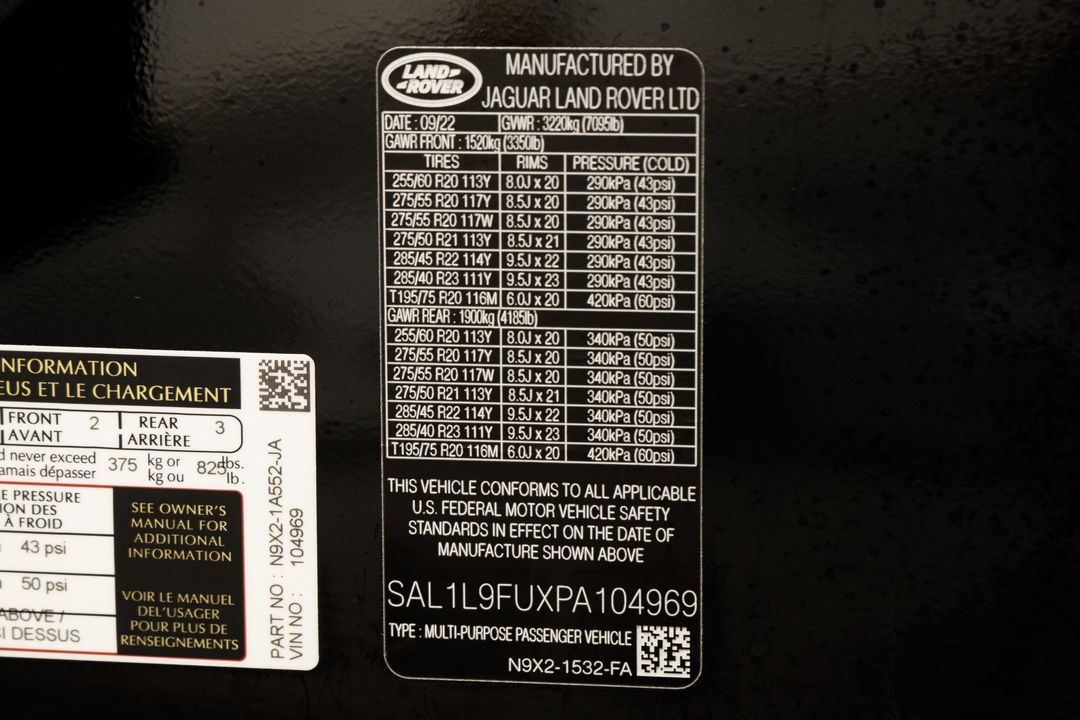 LAND-
-ROVER
MANUFACTURED BY
JAGUAR LAND ROVER LTD
DATE : 09/22 GVWR : 3220kg (7095lb)
GAWR FRONT : 1520kg (3350lb)
TIRES RIMS PRESSURE (COLD)
255/60 R20 113Y 8.0J x 20 290kPa (43psi)
275/55 R20 117Y 8.5J x 20 290kPa (43psi)
275/55 R20 117W 8.5J x 20 290kPa (43psi)
275/50 R21 113Y 8.5J x 21 290kPa (43psi)
285/45 R22 114Y 9.5J x 22 290kPa (43psi)
285/40 R23 111Y 9.5J x 23 290kPa (43psi)
T195/75 R20 116M 6.0J x 20 420kPa (60psi)
GAWR REAR : 1900kg (4185lb)
255/60 R20 113Y 8.0J x 20 340kPa (50psi)
275/55 R20 117Y 8.5J x 20 340kPa (50psi)
275/55 R20 117W 8.5J x 20 340kPa (50psi)
275/50 R21 113Y 8.5J x 21 340kPa (50psi)
285/45 R22 114Y 9.5J x 22 340kPa (50psi)
285/40 R23 111Y 9.5J x 23 340kPa (50psi)
T195/75 R20 116M 6.0J x 20 420kPa (60psi)
THIS VEHICLE CONFORMS TO ALL APPLICABLE
U.S. FEDERAL MOTOR VEHICLE SAFETY
STANDARDS IN EFFECT ON THE DATE OF
MANUFACTURE SHOWN ABOVE
SAL1L9FUXPA104969
TYPE : MULTI-PURPOSE PASSENGER VEHICLE
N9X2-1532-FA
NFORMATION
EUS ET LE CHARGEMENT
FRONT 2 REAR 3
AVANT ARRIÈRE
d never exceed 375 kg or 825 lbs.
amais dépasser kg ou lb.
E PRESSURE
ION DES
À FROID
43 psi
50 psi
ABOVE /
CI DESSUS
SEE OWNER'S
MANUAL FOR
ADDITIONAL
INFORMATION
VOIR LE MANUEL
DEL'USAGER
POUR PLUS DE
RENSEIGNEMENTS
PART NO : N9X2-1A552-JA
VIN NO : 104969